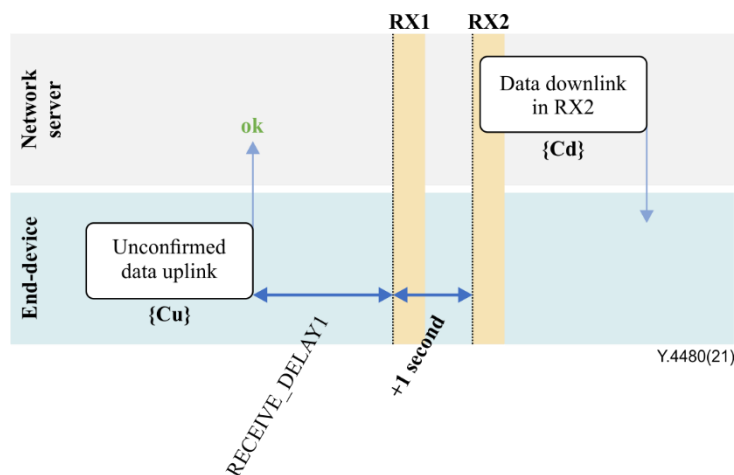 RX1 RX2
Network
server
Data downlink
in RX2
{Cd}
ok
End-device
Unconfirmed
data uplink
{Cu}
RECEIVE_DELAY1
+1 second
Y.4480(21)